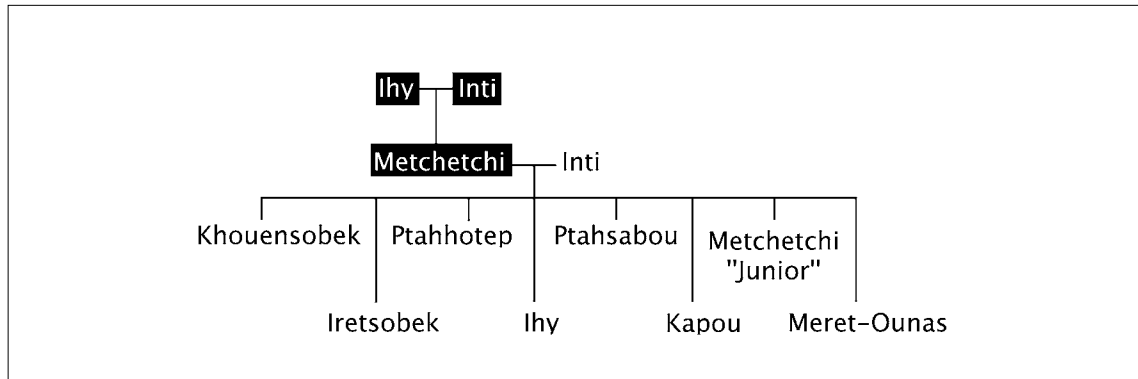 Ihy Inti
Metchetchi Inti
Khouensobek Ptahhotep Ptahsabou Metchetchi
"Junior"
Iretsobek Ihy Kapou Meret-Ounas